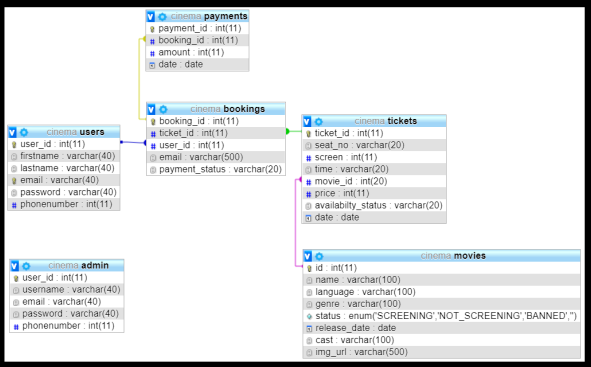 cinema payments
payment_id : int(11)
booking_id : int(11)
amount : int(11)
date : date
cinema bookings
booking_id : int(11)
ticket_id : int(11)
user_id : int(11)
email : varchar(500)
payment_status : varchar(20)
cinema users
user_id : int(11)
firstname : varchar(40)
lastname : varchar(40)
email : varchar(40)
password : varchar(40)
phonenumber : int(11)
cinema tickets
ticket_id : int(11)
seat_no : varchar(20)
screen : int(11)
time : varchar(20)
movie_id : int(20)
price : int(11)
availabilty_status : varchar(20)
date : date
cinema admin
user_id : int(11)
username : varchar(40)
email : varchar(40)
password : varchar(40)
phonenumber : int(11)
cinema movies
id : int(11)
name : varchar(100)
language : varchar(100)
genre : varchar(100)
status : enum('SCREENING','NOT_SCREENING','BANNED','')
release_date : date
cast : varchar(100)
img_url : varchar(500)